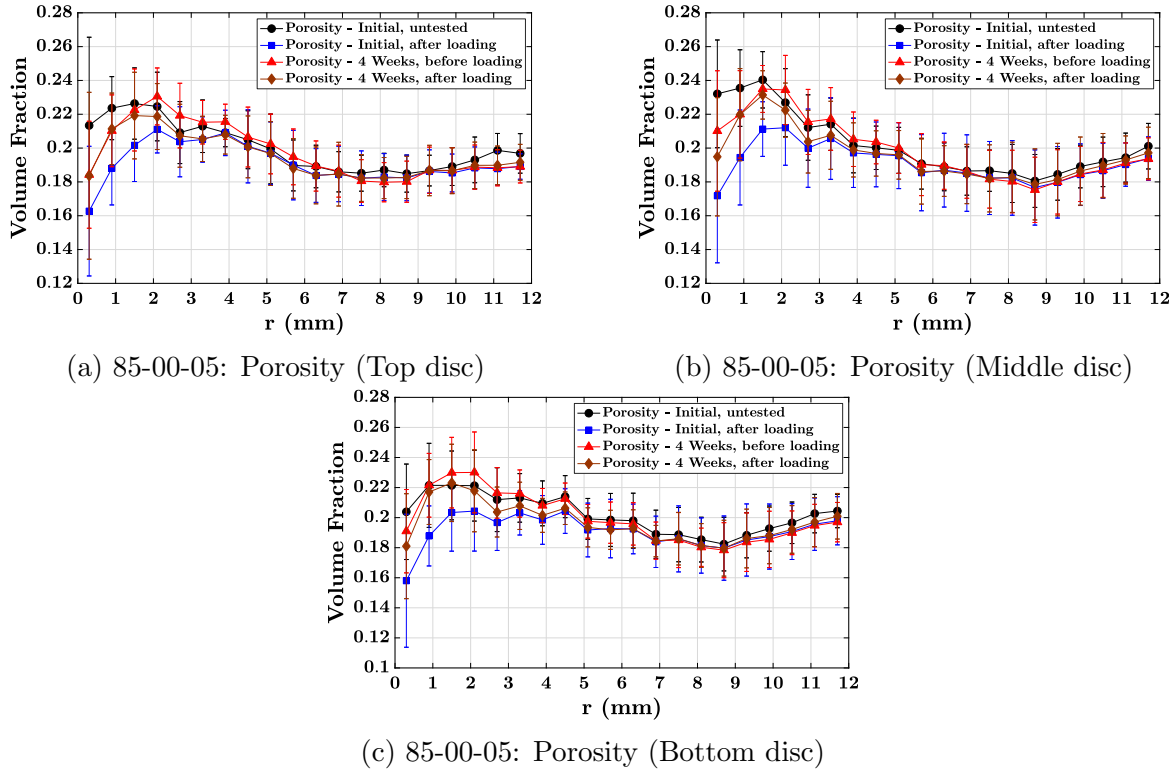 0.28
0.26
0.24
0.22
0.2
0.18
0.16
0.14
0.12
Volume Fraction
Porosity - Initial, untested
Porosity - Initial, after loading
Porosity - 4 Weeks, before loading
Porosity - 4 Weeks, after loading
0 1 2 3 4 5 6 7 8 9 10 11 12
r (mm)
(a) 85-00-05: Porosity (Top disc)
0.28
0.26
0.24
0.22
0.2
0.18
0.16
0.14
0.12
Volume Fraction
Porosity - Initial, untested
Porosity - Initial, after loading
Porosity - 4 Weeks, before loading
Porosity - 4 Weeks, after loading
0 1 2 3 4 5 6 7 8 9 10 11 12
r (mm)
(b) 85-00-05: Porosity (Middle disc)
0.28
0.26
0.24
0.22
0.2
0.18
0.16
0.14
0.12
0.1
Volume Fraction
Porosity - Initial, untested
Porosity - Initial, after loading
Porosity - 4 Weeks, before loading
Porosity - 4 Weeks, after loading
0 1 2 3 4 5 6 7 8 9 10 11 12
r (mm)
(c) 85-00-05: Porosity (Bottom disc)